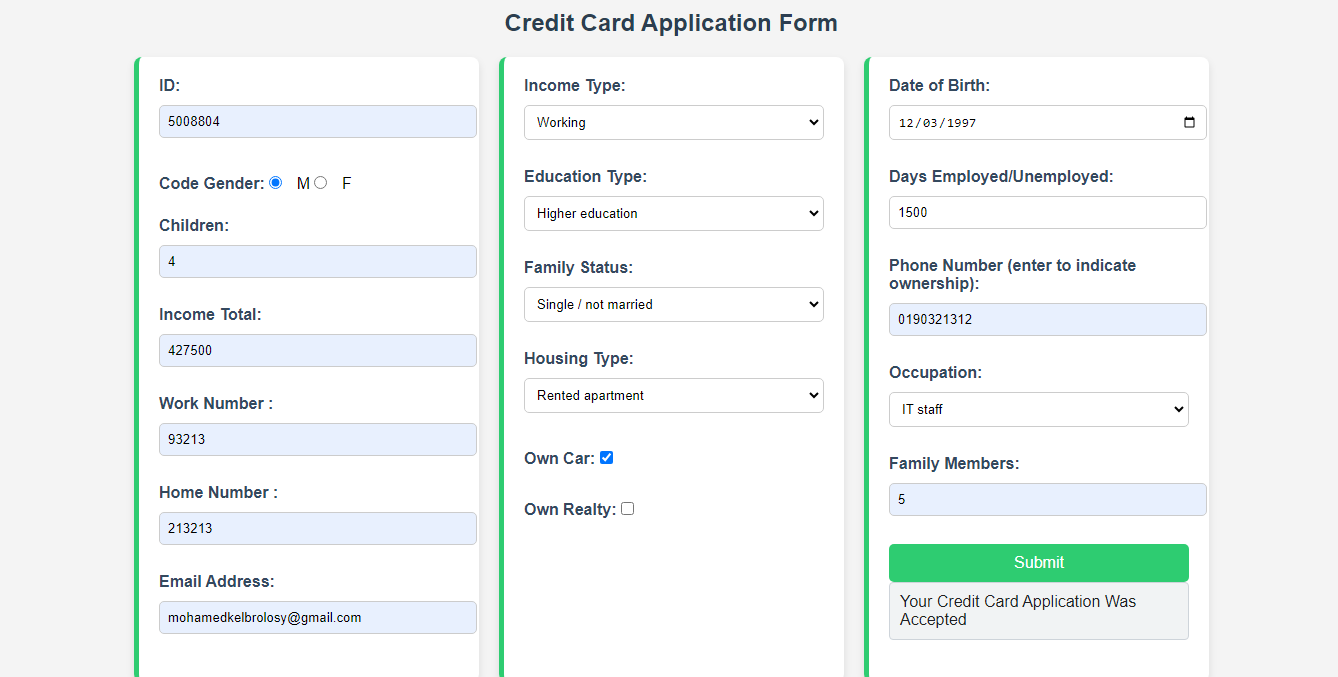 Credit Card Application Form
ID:
5008804
Code Gender: M F
Children:
4
Income Total:
427500
Work Number :
93213
Home Number :
213213
Email Address:
mohamedkelbrolosy@gmail.com
Income Type:
Working
Education Type:
Higher education
Family Status:
Single / not married
Housing Type:
Rented apartment
Own Car:
Own Realty:
Date of Birth:
12/03/1997
Days Employed/Unemployed:
1500
Phone Number (enter to indicate
ownership):
0190321312
Occupation:
IT staff
Family Members:
5
Submit
Your Credit Card Application Was
Accepted